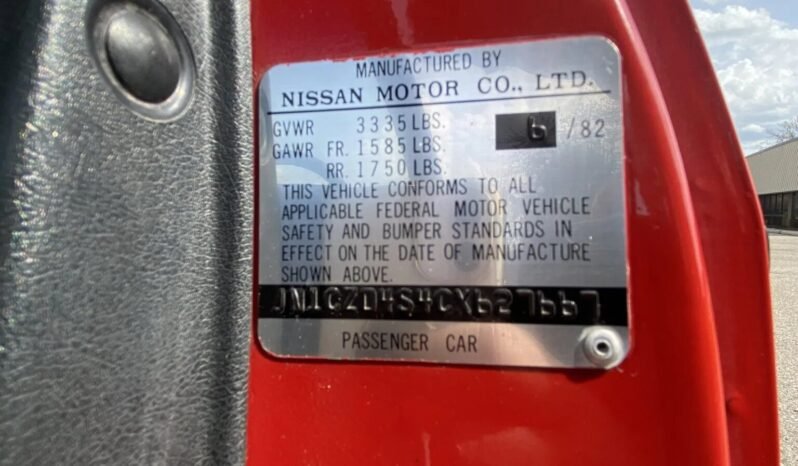 MANUFACTURED BY
NISSAN MOTOR CO., LTD.
GVWR 3335 LBS. 6 /82
GAWR FR. 1585 LBS.
RR. 1750 LBS.
THIS VEHICLE CONFORMS TO ALL
APPLICABLE FEDERAL MOTOR VEHICLE
SAFETY AND BUMPER STANDARDS IN
EFFECT ON THE DATE OF MANUFACTURE
SHOWN ABOVE.
JN1CZ04S4CX627667
PASSENGER CAR